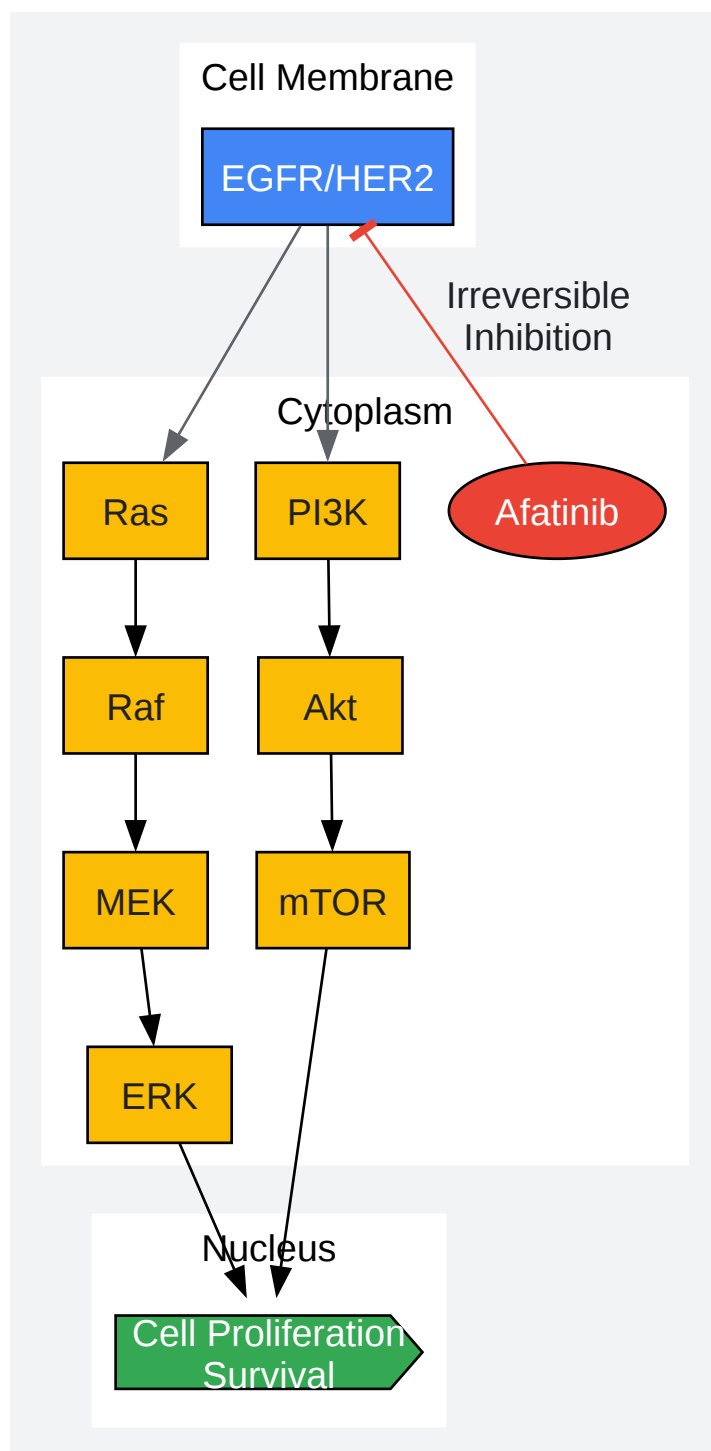 Cell Membrane
EGFR/HER2
Irreversible
Inhibition
Cytoplasm
Ras
PI3K
Afatinib
Raf
Akt
MEK
mTOR
ERK
Nucleus
Cell Proliferation
Survival